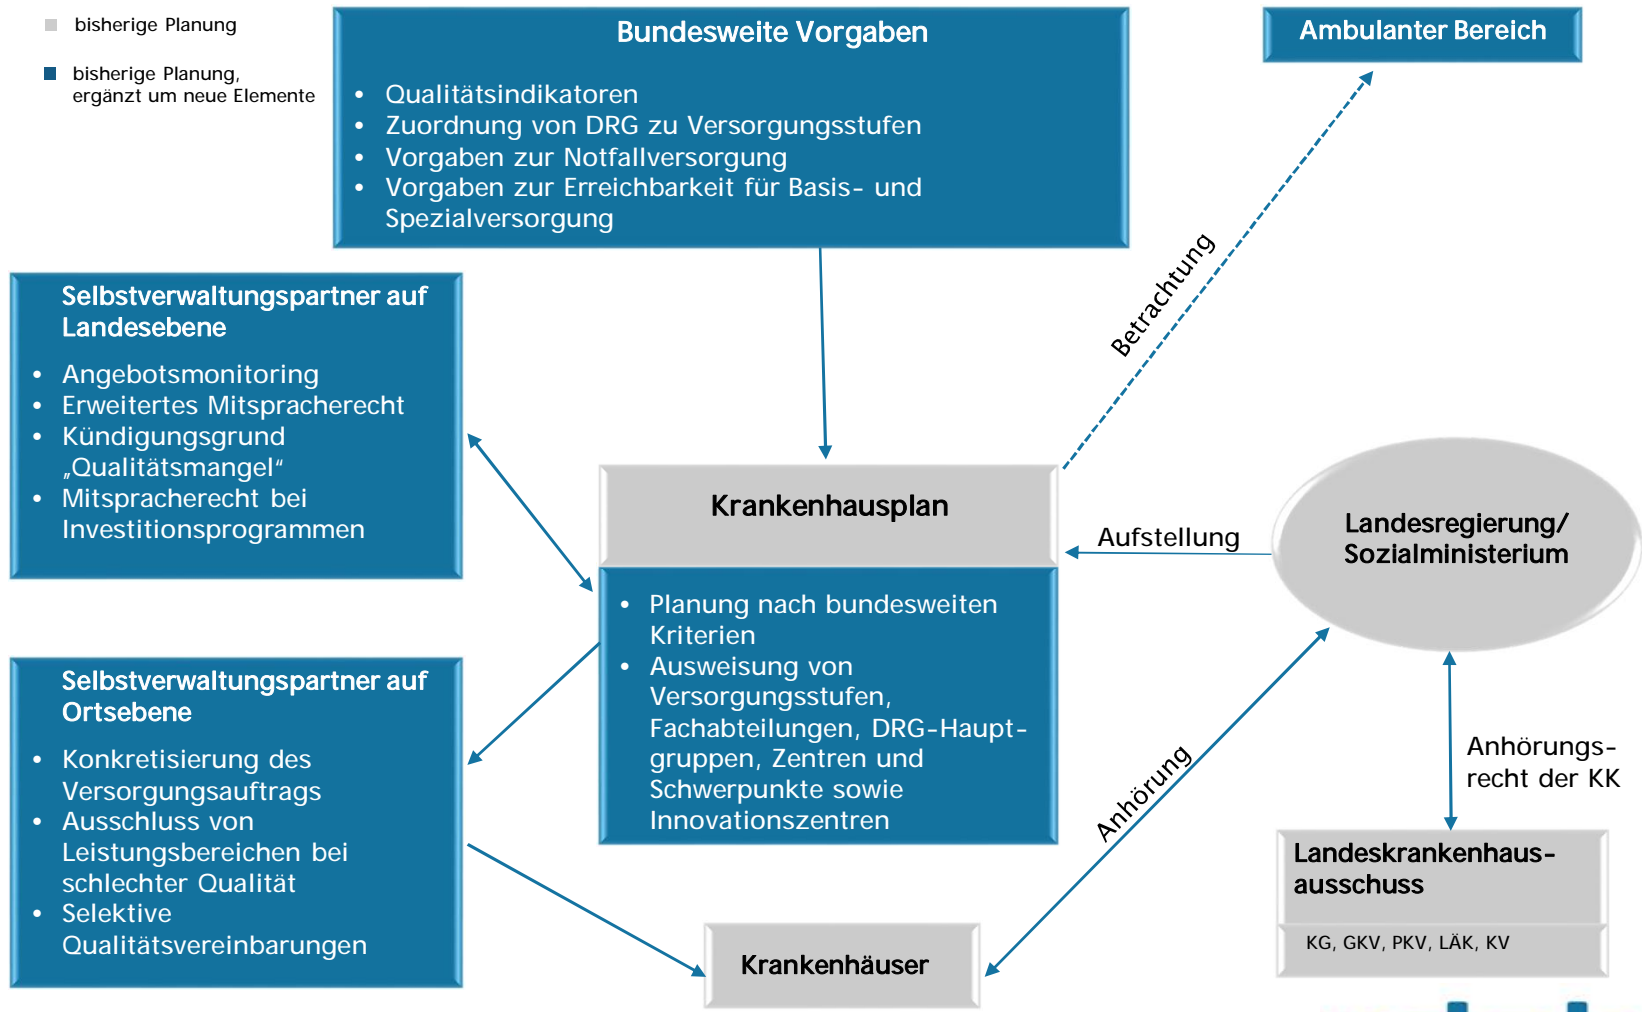 bisherige Planung
bisherige Planung,
ergänzt um neue Elemente
Bundesweite Vorgaben
• Qualitätsindikatoren
• Zuordnung von DRG zu Versorgungsstufen
• Vorgaben zur Notfallversorgung
• Vorgaben zur Erreichbarkeit für Basis- und
Spezialversorgung
Ambulanter Bereich
Betrachtung
Selbstverwaltungspartner auf
Landesebene
• Angebotsmonitoring
• Erweitertes Mitspracherecht
• Kündigungsgrund
„Qualitätsmangel“
• Mitspracherecht bei
Investitionsprogrammen
Krankenhausplan
• Planung nach bundesweiten
Kriterien
• Ausweisung von
Versorgungsstufen,
Fachabteilungen, DRG-Haupt-
gruppen, Zentren und
Schwerpunkte sowie
Innovationszentren
Aufstellung
Landesregierung/
Sozialministerium
Selbstverwaltungspartner auf
Ortsebene
• Konkretisierung des
Versorgungsauftrags
• Ausschluss von
Leistungsbereichen bei
schlechter Qualität
• Selektive
Qualitätsvereinbarungen
Anhörung
Anhörungs-
recht der KK
Krankenhäuser
Landeskrankenhaus-
ausschuss
KG, GKV, PKV, LÄK, KV